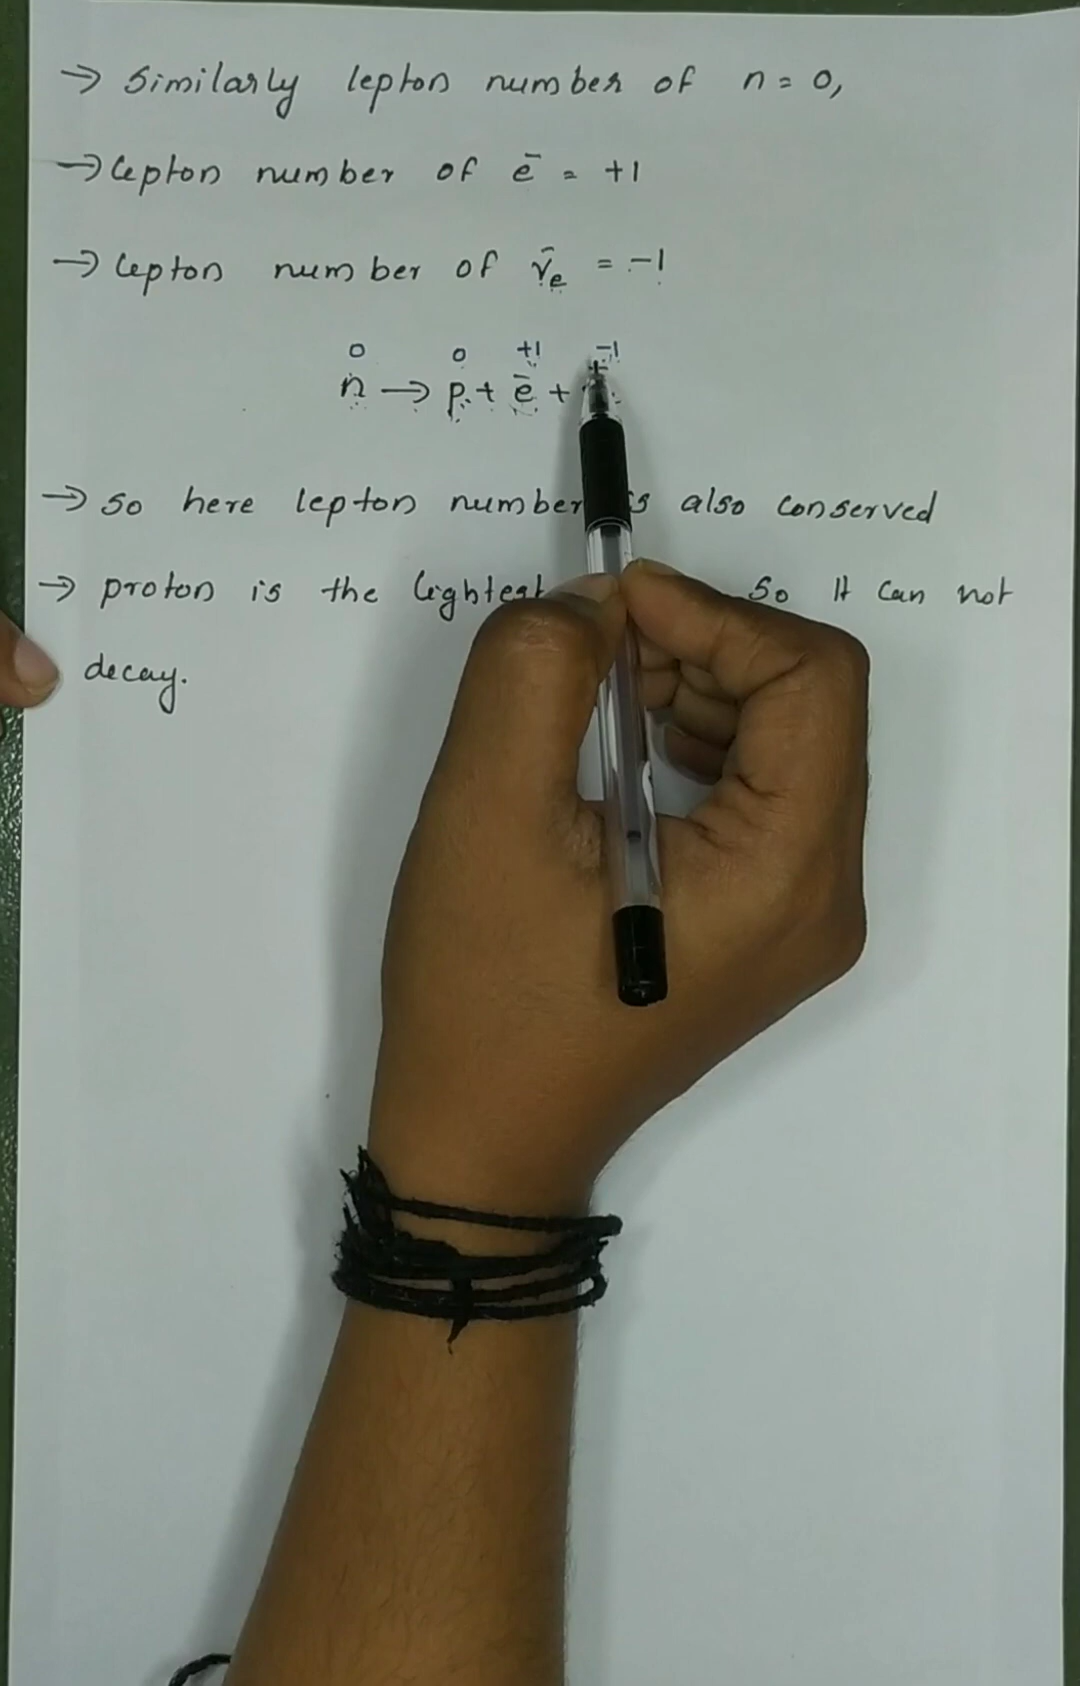 → Similarly lepton number of n = 0,
→ lepton number of e⁻ = +1
→ lepton number of ν̄e = -1
0 0 +1 -1
n → p + e⁻ +
→ so here lepton number is also conserved
→ proton is the lightest So It can not
decay.